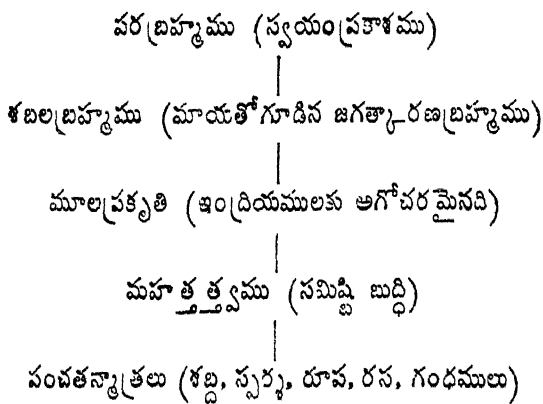 పరబ్రహ్మము (స్వయంప్రకాశము)
శబలబ్రహ్మము (మాయతోగూడిన జగత్కారణబ్రహ్మము)
మూలప్రకృతి (ఇంద్రియములకు అగోచరమైనది)
మహత్తత్త్వము (సమిష్టి బుద్ధి)
పంచతన్మాత్రలు (శబ్ద, స్పర్శ, రూప, రస, గంధములు)